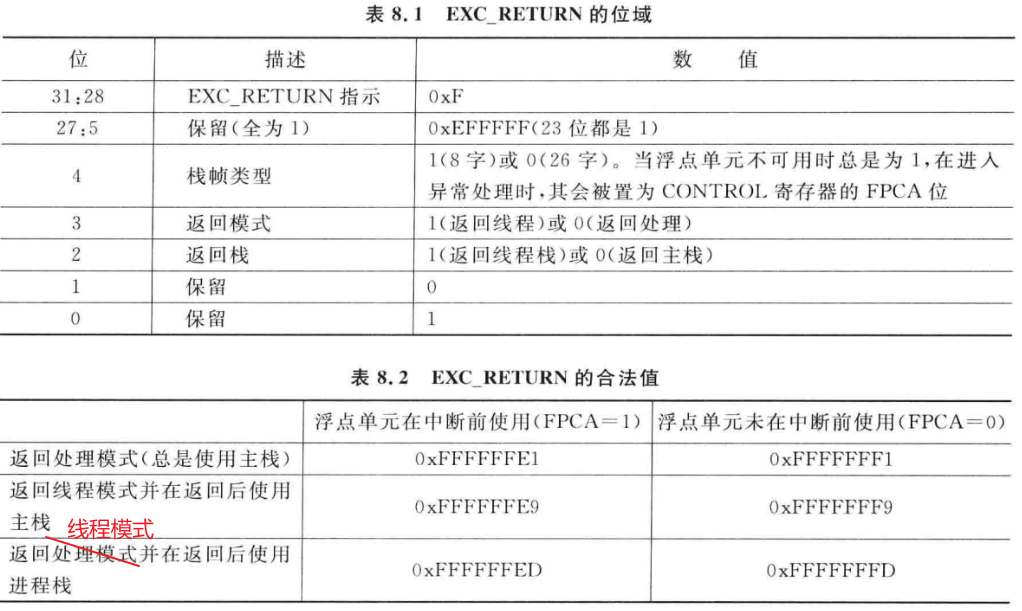 表 8.1 EXC_RETURN 的位域
位 描述 数 值
31:28 EXC_RETURN 指示 0xF
27:5 保留(全为 1) 0xEFFFFF(23 位都是 1)
4 栈帧类型 1(8 字)或 0(26 字)。当浮点单元不可用时总是为 1,在进入
异常处理时,其会被置为 CONTROL 寄存器的 FPCA 位
3 返回模式 1(返回线程)或 0(返回处理)
2 返回栈 1(返回线程栈)或 0(返回主栈)
1 保留 0
0 保留 1
表 8.2 EXC_RETURN 的合法值
浮点单元在中断前使用(FPCA=1) 浮点单元未在中断前使用(FPCA=0)
返回处理模式(总是使用主栈) 0xFFFFFFE1 0xFFFFFFF1
返回线程模式并在返回后使用
主栈 0xFFFFFFE9 0xFFFFFFF9
线程模式
返回处理模式并在返回后使用
进程栈 0xFFFFFFED 0xFFFFFFFD